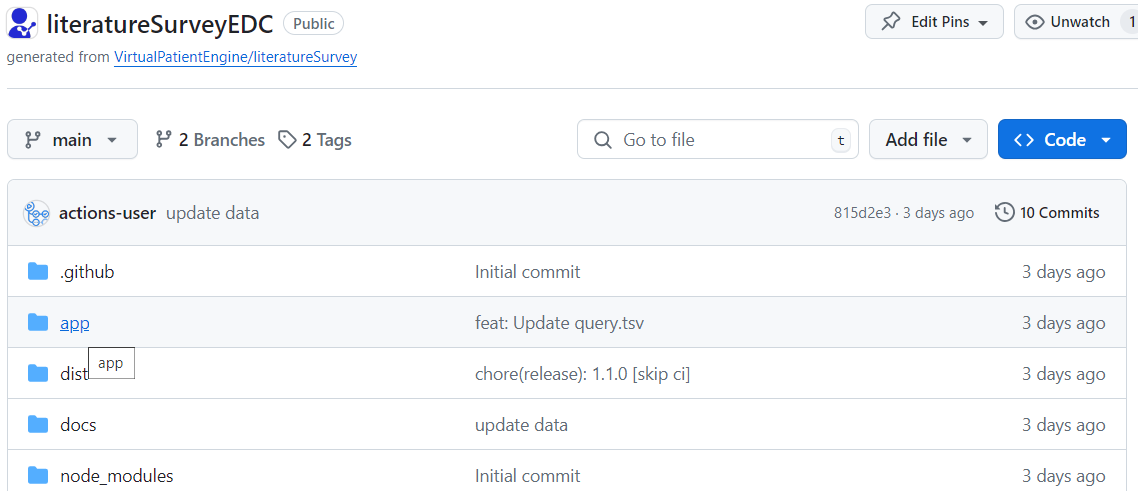 literatureSurveyEDC Public Edit Pins Unwatch 1
generated from VirtualPatientEngine/literatureSurvey
main 2 Branches 2 Tags Go to file t Add file Code
actions-user update data 815d2e3 · 3 days ago 10 Commits
.github Initial commit 3 days ago
app feat: Update query.tsv 3 days ago
app
dist chore(release): 1.1.0 [skip ci] 3 days ago
docs update data 3 days ago
node_modules Initial commit 3 days ago